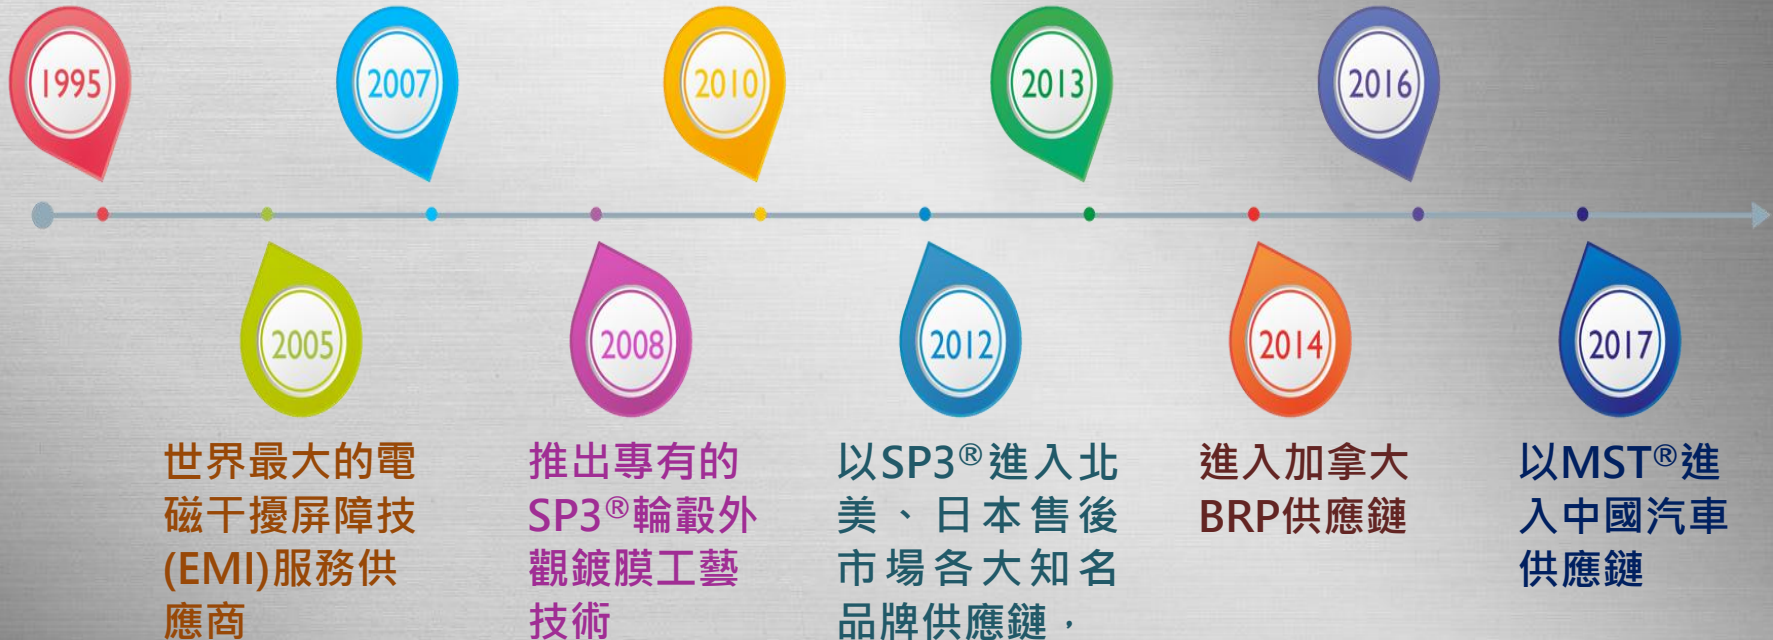 1995
2007
2010
2013
2016
2005
2008
2012
2014
2017
世界最大的電
磁干擾屏障技
(EMI)服務供
應商
推出專有的
SP3®輪轂外
觀鍍膜工藝
技術
以SP3®進入北
美、日本售後
市場各大知名
品牌供應鏈，
進入加拿大
BRP供應鏈
以MST®進
入中國汽車
供應鏈